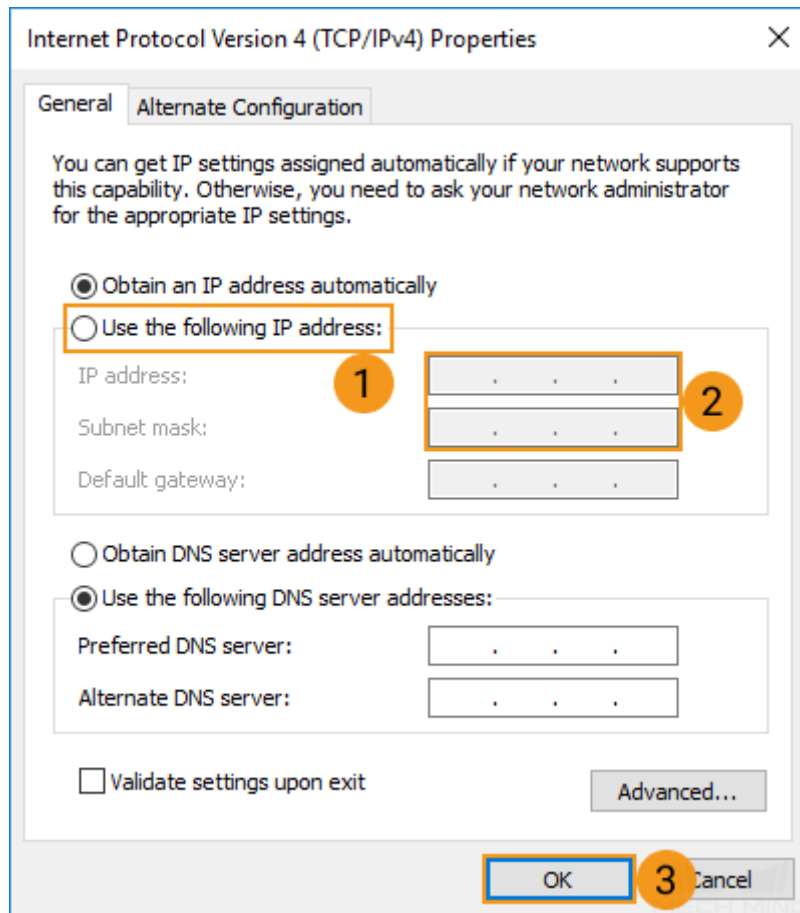 Internet Protocol Version 4 (TCP/IPv4) Properties
General
Alternate Configuration
You can get IP settings assigned automatically if your network supports
this capability. Otherwise, you need to ask your network administrator
for the appropriate IP settings.
Obtain an IP address automatically
Use the following IP address:
IP address:
1
2
Subnet mask:
Default gateway:
Obtain DNS server address automatically
Use the following DNS server addresses:
Preferred DNS server:
Alternate DNS server:
Validate settings upon exit
Advanced...
OK
3
Cancel